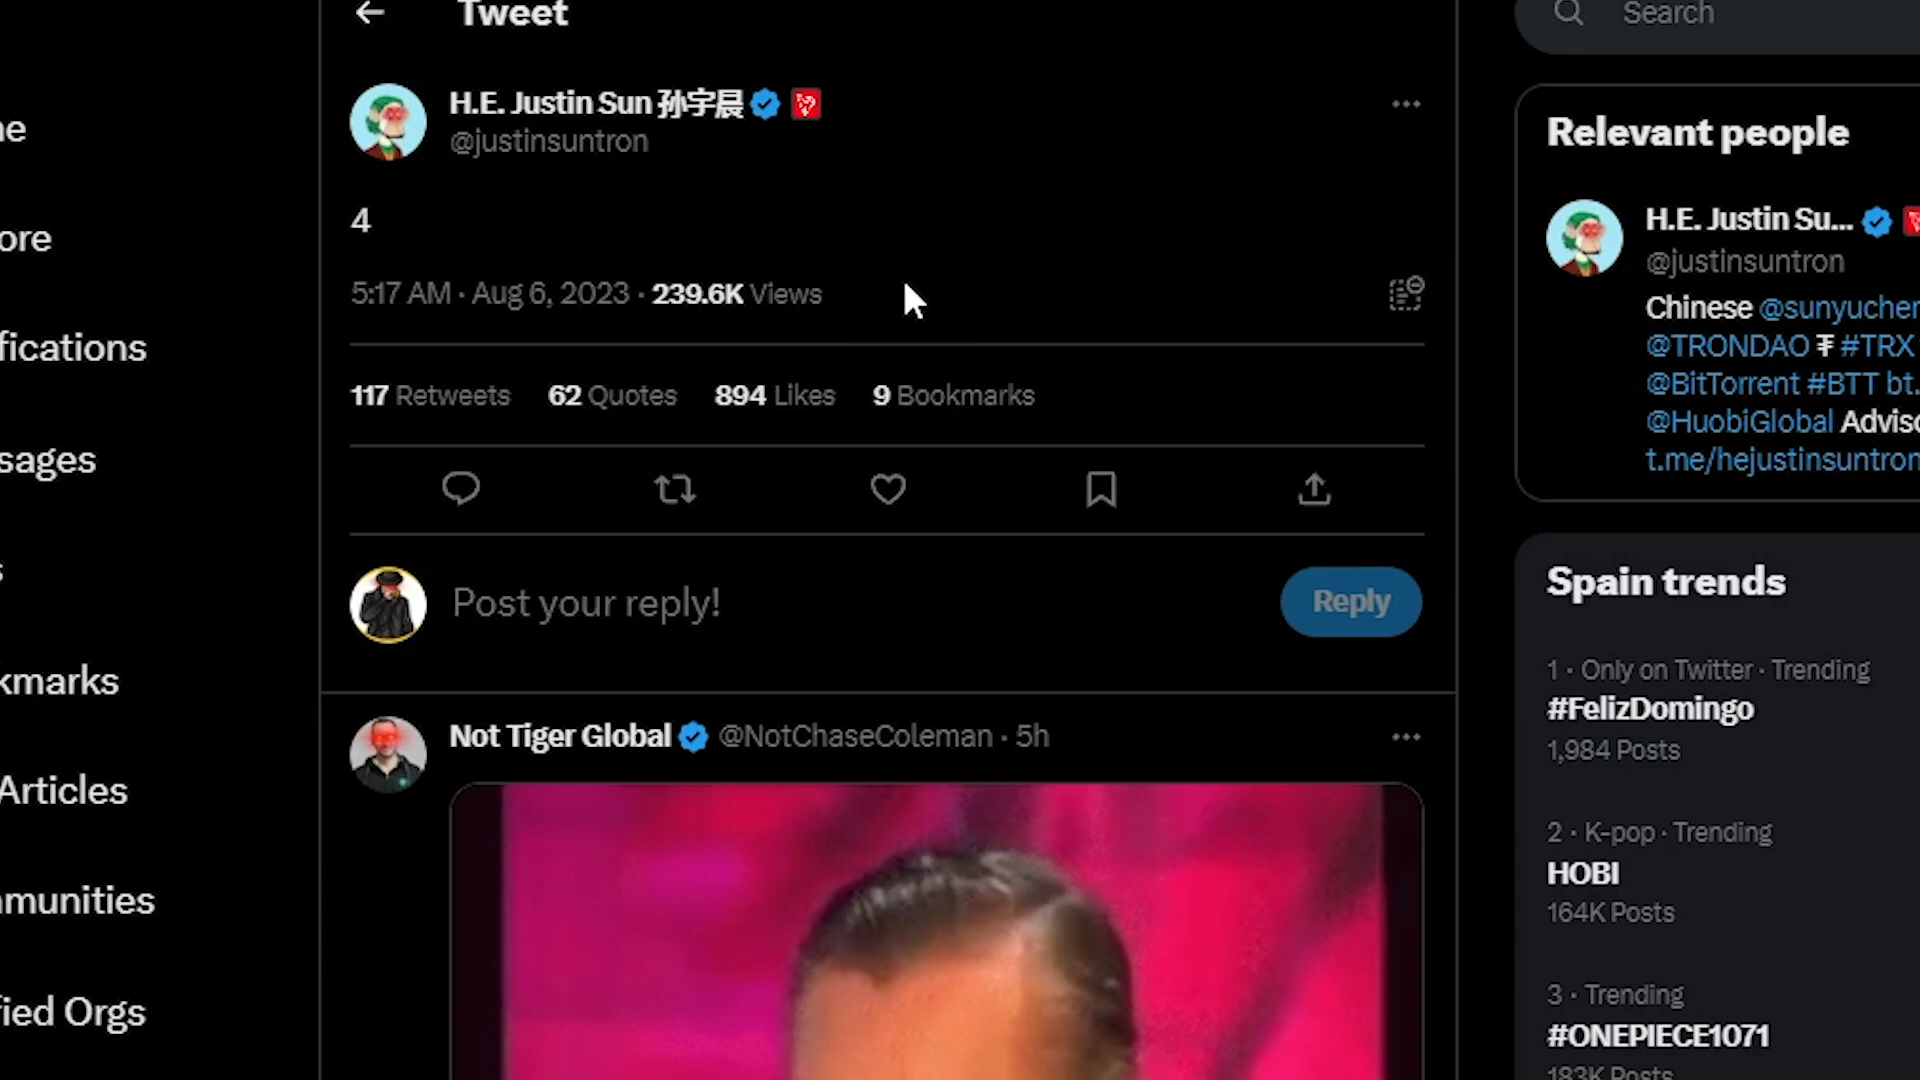 Tweet
Search
H.E. Justin Sun 孙宇晨
@justinsuntron
4
5:17 AM · Aug 6, 2023 · 239.6K Views
117 Retweets 62 Quotes 894 Likes 9 Bookmarks
Post your reply!
Reply
Not Tiger Global @NotChaseColeman · 5h
ne
ore
fications
sages
s
kmarks
Articles
mmunities
fied Orgs
Relevant people
H.E. Justin Su...
@justinsuntron
Chinese @sunyucher
@TRONDAO ₮ #TRX
@BitTorrent #BTT bt.
@HuobiGlobal Adviso
t.me/hejustinsuntron
Spain trends
1 · Only on Twitter · Trending
#FelizDomingo
1,984 Posts
2 · K-pop · Trending
HOBI
164K Posts
3 · Trending
#ONEPIECE1071
183K Posts